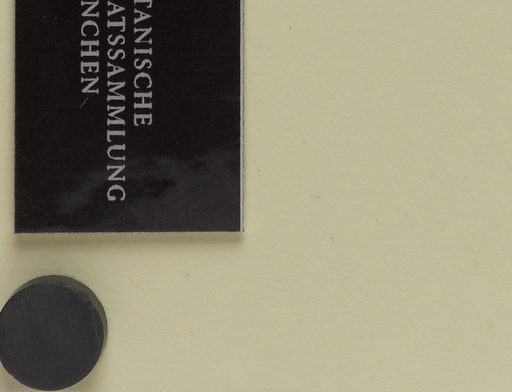 TANISCHE
ATSSAMMLUNG
NCHEN